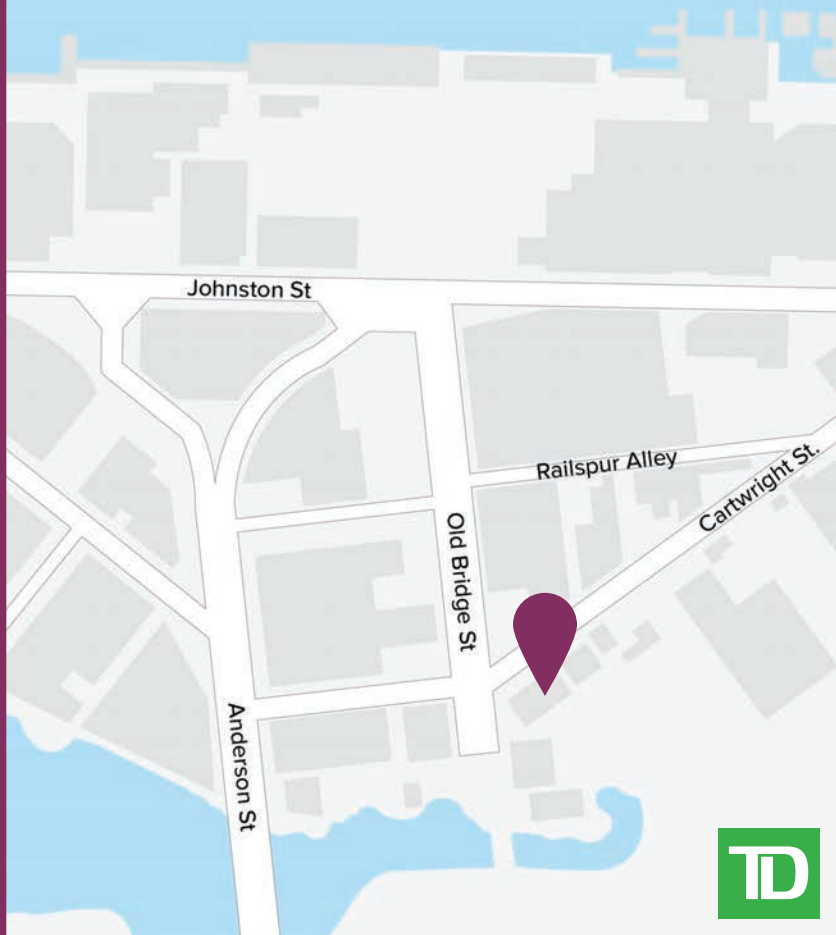 Johnston St
Railspur Alley
Cartwright St.
Old Bridge St
Anderson St
TD